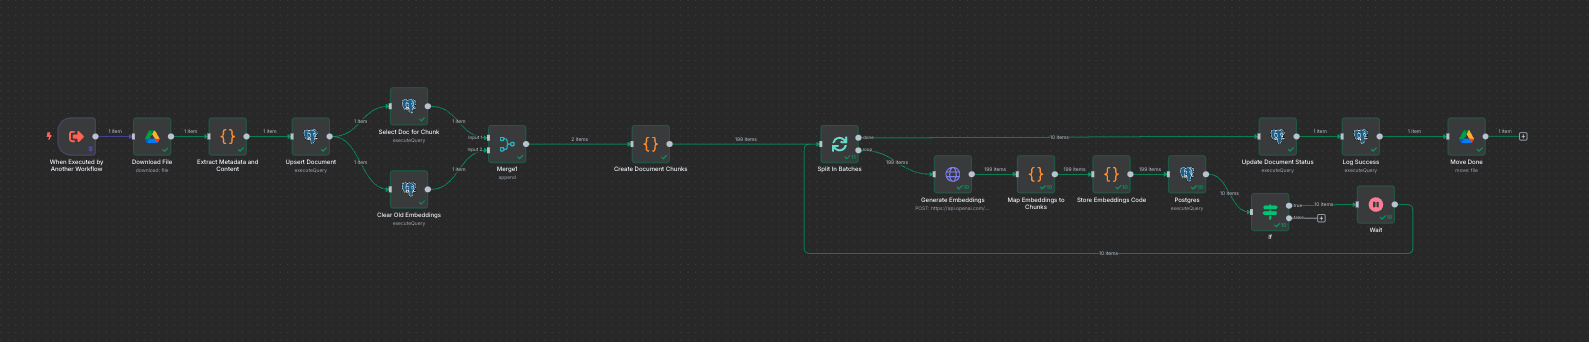 When Executed by
Another Workflow
1 item
Download File
download: file
1 item
Extract Metadata and
Content
1 item
Upsert Document
executeQuery
1 item
1 item
Select Doc for Chunk
executeQuery
Clear Old Embeddings
executeQuery
1 item
1 item
Input 1
Input 2
Merge1
append
2 items
Create Document Chunks
198 items
Split In Batches
done
loop
10 items
198 items
Generate Embeddings
POST: https://api.openai.com/...
198 items
Map Embeddings to
Chunks
198 items
Store Embeddings Code
198 items
Postgres
executeQuery
10 items
If
true
false
10 items
Wait
10 items
Update Document Status
executeQuery
1 item
Log Success
executeQuery
1 item
Move Done
move: file
1 item